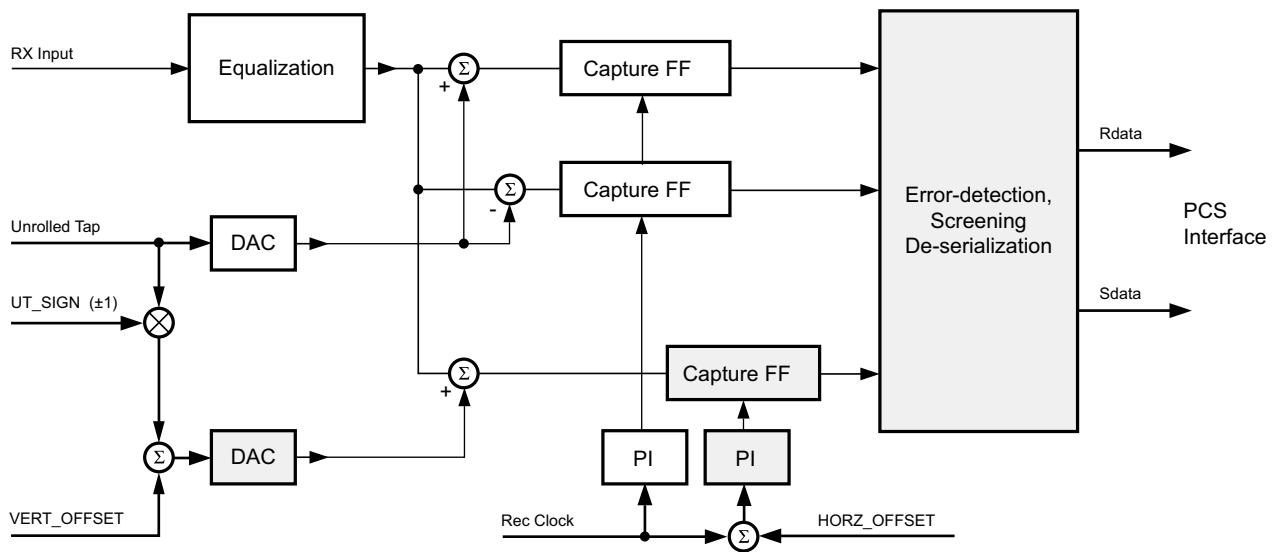 RX Input
Equalization
Σ
+
Capture FF
Capture FF
Σ
-
Unrolled Tap
DAC
UT_SIGN (±1)
Error-detection,
Screening
De-serialization
Rdata
PCS
Interface
Sdata
Σ
+
Capture FF
Σ
DAC
PI
PI
VERT_OFFSET
Rec Clock
Σ
HORZ_OFFSET